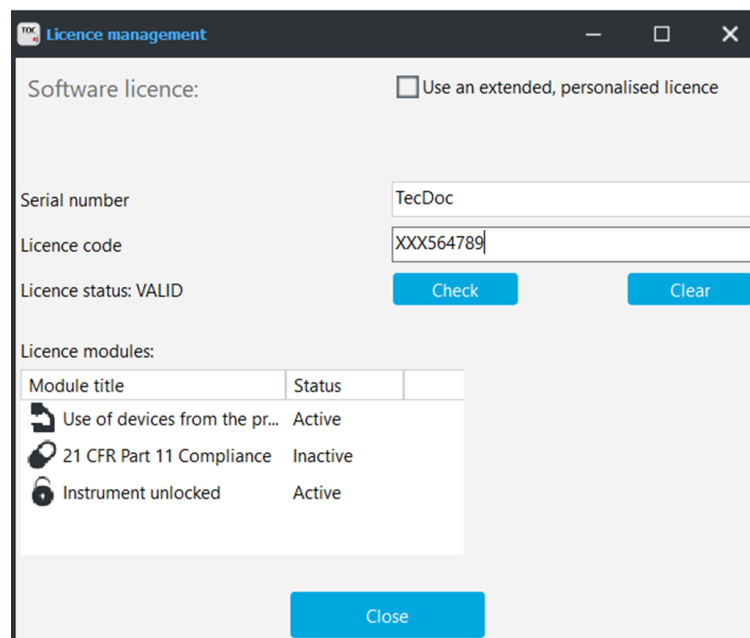 TOC
Licence management
Software licence:
Use an extended, personalised licence
Serial number
TecDoc
Licence code
XXX564789
Licence status: VALID
Check
Clear
Licence modules:
Module title Status
Use of devices from the pr... Active
21 CFR Part 11 Compliance Inactive
Instrument unlocked Active
Close